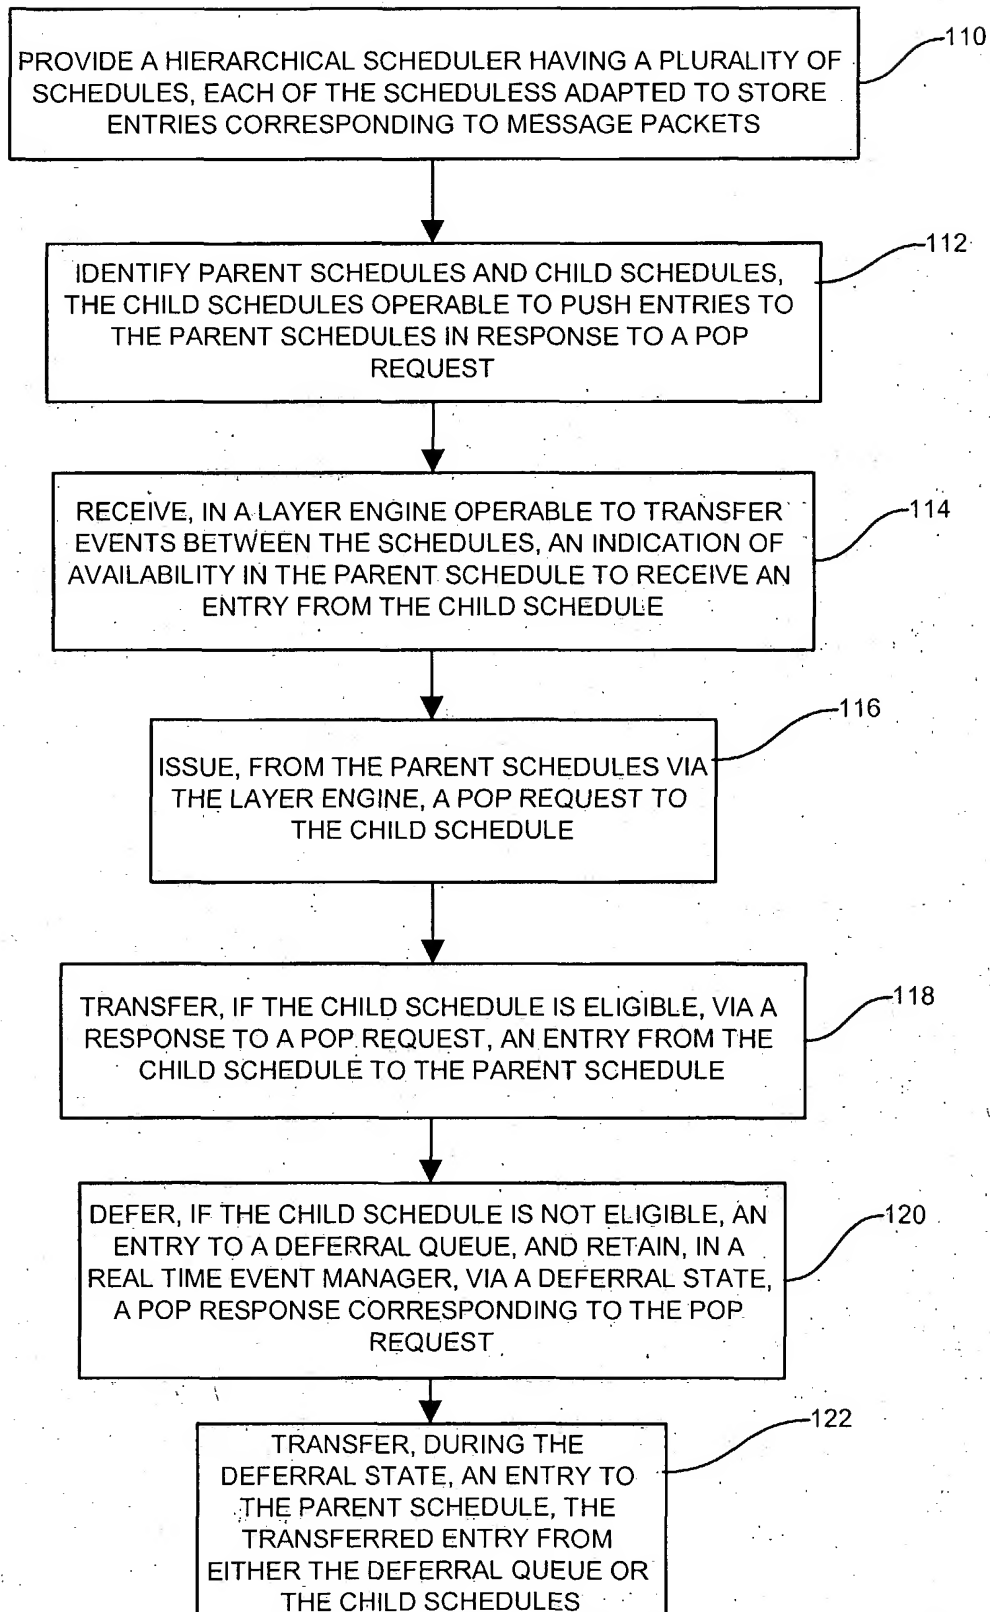 110
PROVIDE A HIERARCHICAL SCHEDULER HAVING A PLURALITY OF
SCHEDULES, EACH OF THE SCHEDULESS ADAPTED TO STORE
ENTRIES CORRESPONDING TO MESSAGE PACKETS
112
IDENTIFY PARENT SCHEDULES AND CHILD SCHEDULES,
THE CHILD SCHEDULES OPERABLE TO PUSH ENTRIES TO
THE PARENT SCHEDULES IN RESPONSE TO A POP
REQUEST
114
RECEIVE, IN A LAYER ENGINE OPERABLE TO TRANSFER
EVENTS BETWEEN THE SCHEDULES, AN INDICATION OF
AVAILABILITY IN THE PARENT SCHEDULE TO RECEIVE AN
ENTRY FROM THE CHILD SCHEDULE
116
ISSUE, FROM THE PARENT SCHEDULES VIA
THE LAYER ENGINE, A POP REQUEST TO
THE CHILD SCHEDULE
118
TRANSFER, IF THE CHILD SCHEDULE IS ELIGIBLE, VIA A
RESPONSE TO A POP REQUEST, AN ENTRY FROM THE
CHILD SCHEDULE TO THE PARENT SCHEDULE
120
DEFER, IF THE CHILD SCHEDULE IS NOT ELIGIBLE, AN
ENTRY TO A DEFERRAL QUEUE, AND RETAIN, IN A
REAL TIME EVENT MANAGER, VIA A DEFERRAL STATE,
A POP RESPONSE CORRESPONDING TO THE POP
REQUEST
122
TRANSFER, DURING THE
DEFERRAL STATE, AN ENTRY TO
THE PARENT SCHEDULE, THE
TRANSFERRED ENTRY FROM
EITHER THE DEFERRAL QUEUE OR
THE CHILD SCHEDULES